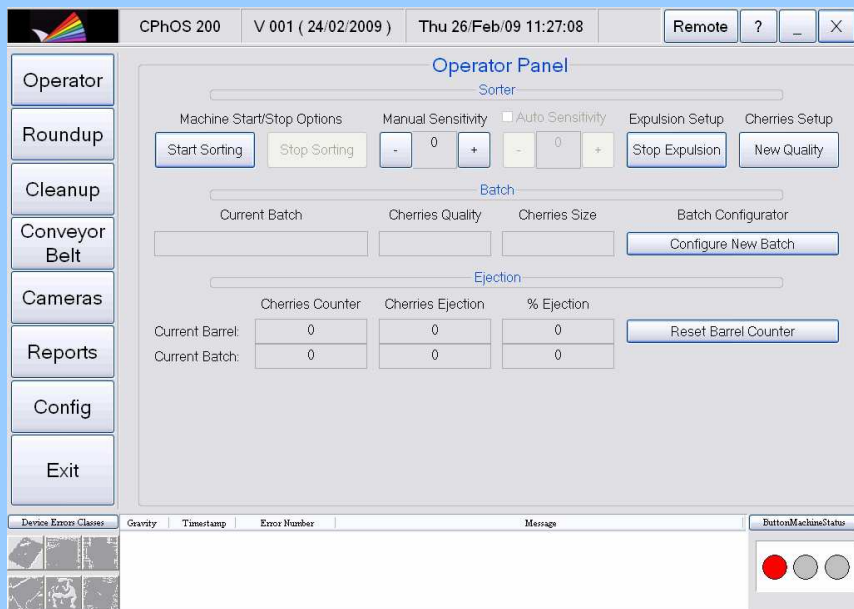 CPhOS 200 V 001 ( 24/02/2009 ) Thu 26/Feb/09 11:27:08 Remote ? _ X
Operator
Roundup
Cleanup
Conveyor
Belt
Cameras
Reports
Config
Exit
Operator Panel
Sorter
Machine Start/Stop Options Manual Sensitivity Auto Sensitivity Expulsion Setup Cherries Setup
Start Sorting Stop Sorting - 0 + - 0 + Stop Expulsion New Quality
Batch
Current Batch Cherries Quality Cherries Size Batch Configurator
Configure New Batch
Ejection
Cherries Counter Cherries Ejection % Ejection
Current Barrel: 0 0 0 Reset Barrel Counter
Current Batch: 0 0 0
Device Errors Classes Gravity Timestamp Error Number Message ButtonMachineStatus